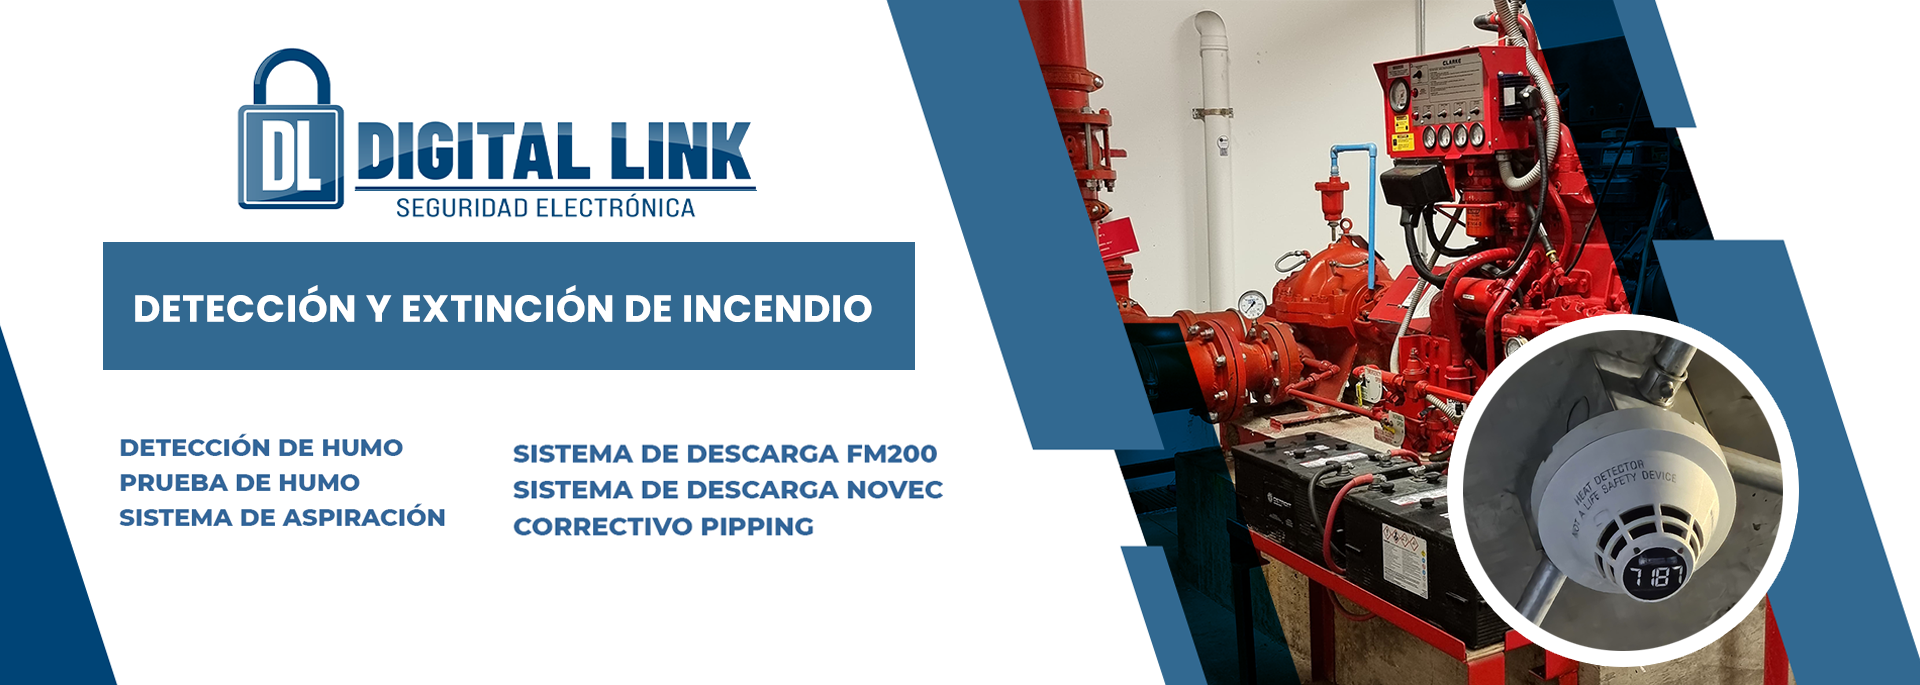 DL
DIGITAL LINK
SEGURIDAD ELECTRÓNICA
DETECCIÓN Y EXTINCIÓN DE INCENDIO
DETECCIÓN DE HUMO
PRUEBA DE HUMO
SISTEMA DE ASPIRACIÓN
SISTEMA DE DESCARGA FM200
SISTEMA DE DESCARGA NOVEC
CORRECTIVO PIPPING
CLARKE
HEAT DETECTOR
NOT A LIFE SAFETY DEVICE
7187